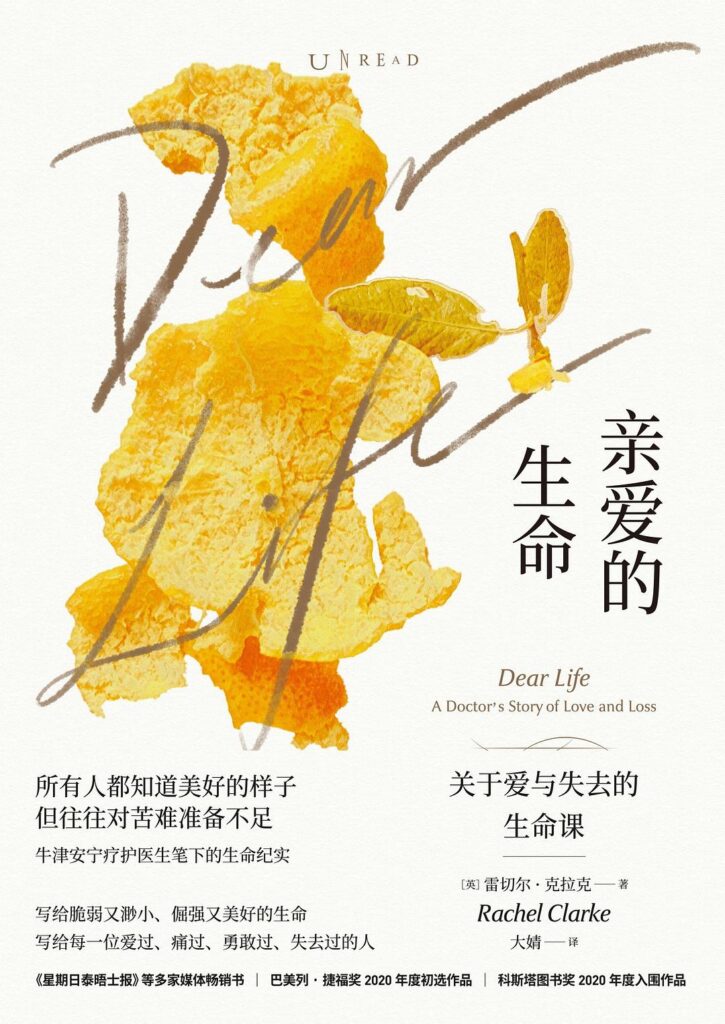 UNREAD
Dear
Life
亲爱的
生命
Dear Life
A Doctor's Story of Love and Loss
关于爱与失去的
生命课
[英] 雷切尔·克拉克——著
Rachel Clarke
大婧——译
所有人都知道美好的样子
但往往对苦难准备不足
牛津安宁疗护医生笔下的生命纪实
写给脆弱又渺小、倔强又美好的生命
写给每一位爱过、痛过、勇敢过、失去过的人
《星期日泰晤士报》等多家媒体畅销书 | 巴美列·捷福奖 2020 年度初选作品 | 科斯塔图书奖 2020 年度入围作品